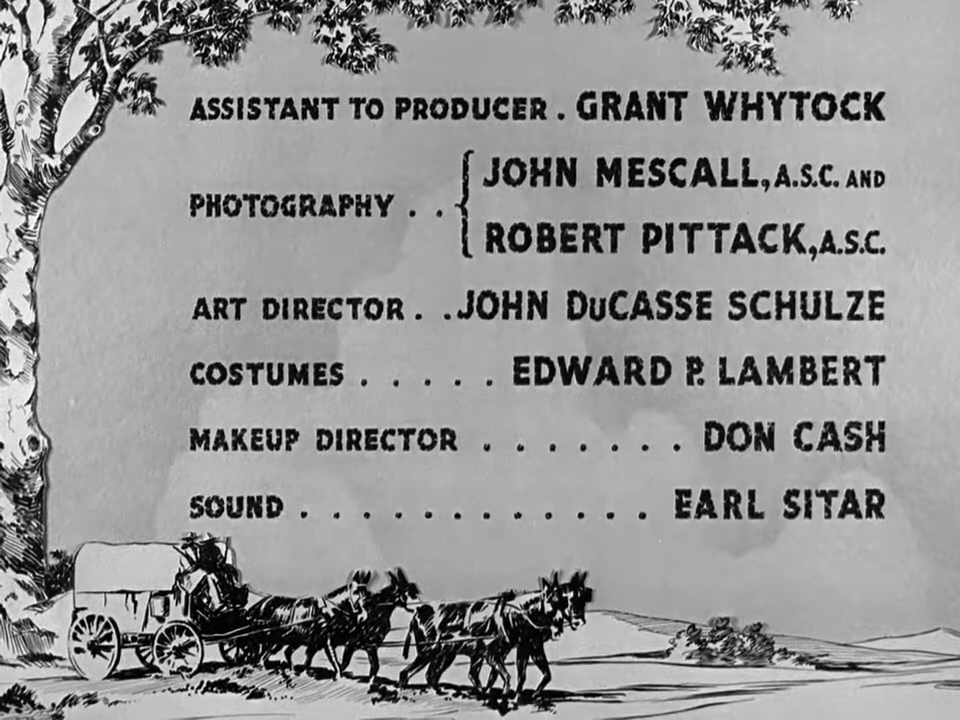 ASSISTANT TO PRODUCER . GRANT WHYTOCK
JOHN MESCALL, A.S.C. AND
PHOTOGRAPHY . . {
ROBERT PITTACK, A.S.C.
ART DIRECTOR . . JOHN DuCASSE SCHULZE
COSTUMES . . . . . EDWARD P. LAMBERT
MAKEUP DIRECTOR . . . . . . . DON CASH
SOUND . . . . . . . . . . . . EARL SITAR